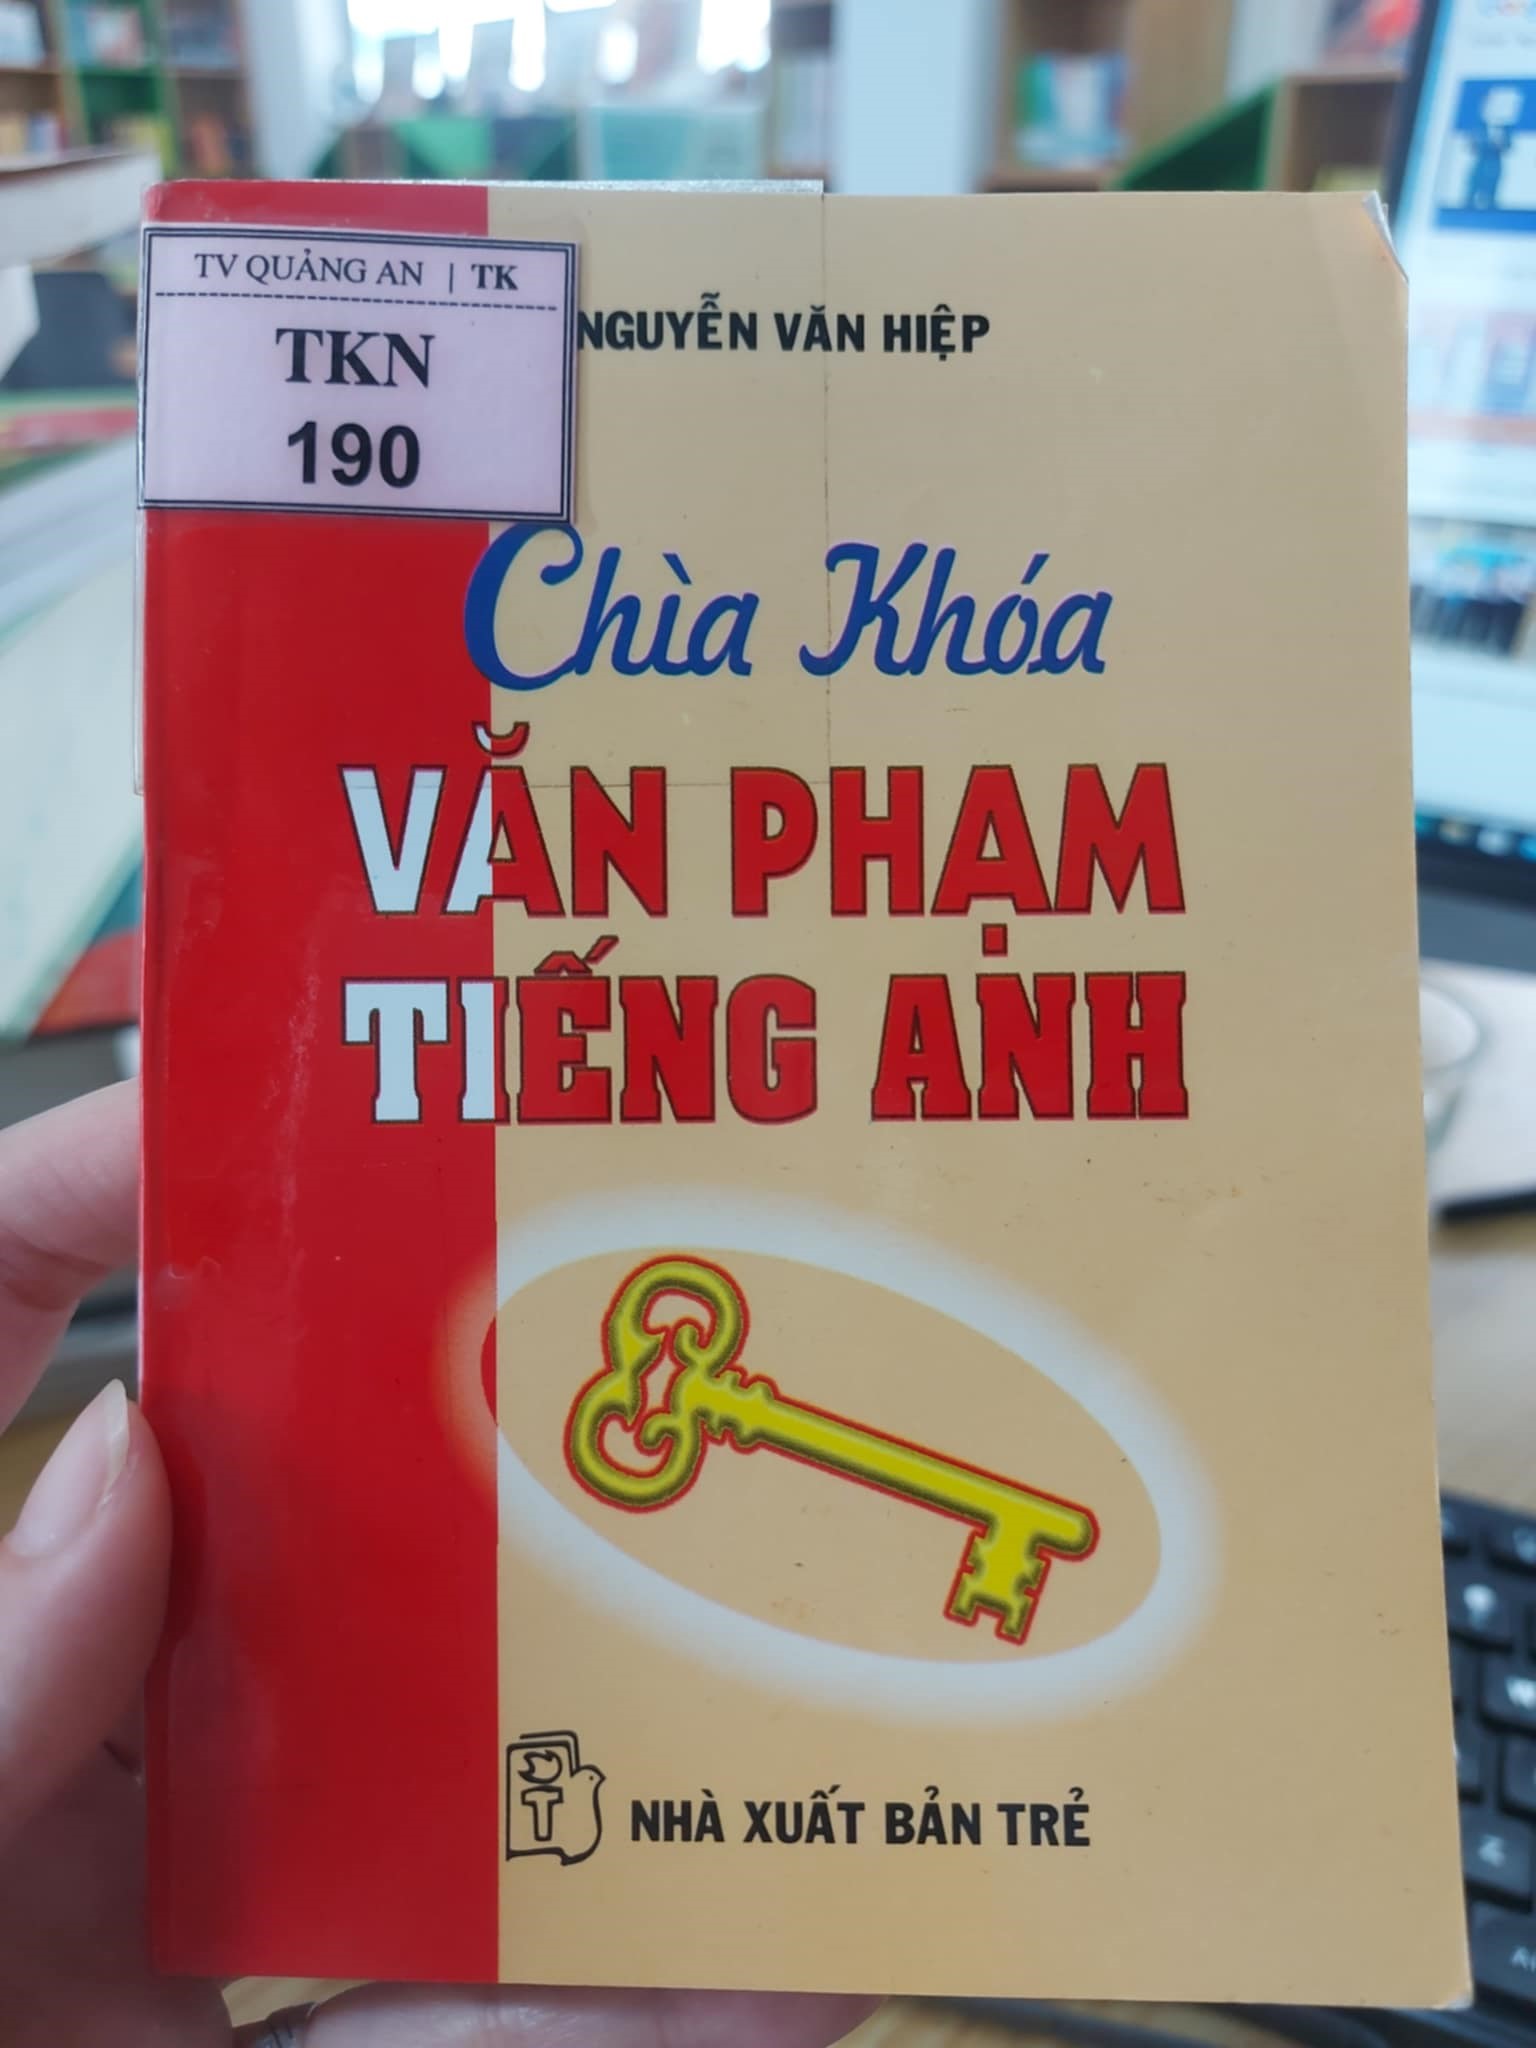 TV QUẢNG AN | TK
TKN
190
NGUYỄN VĂN HIỆP
Chìa Khóa
VĂN PHẠM
TIẾNG ANH
T
NHÀ XUẤT BẢN TRẺ